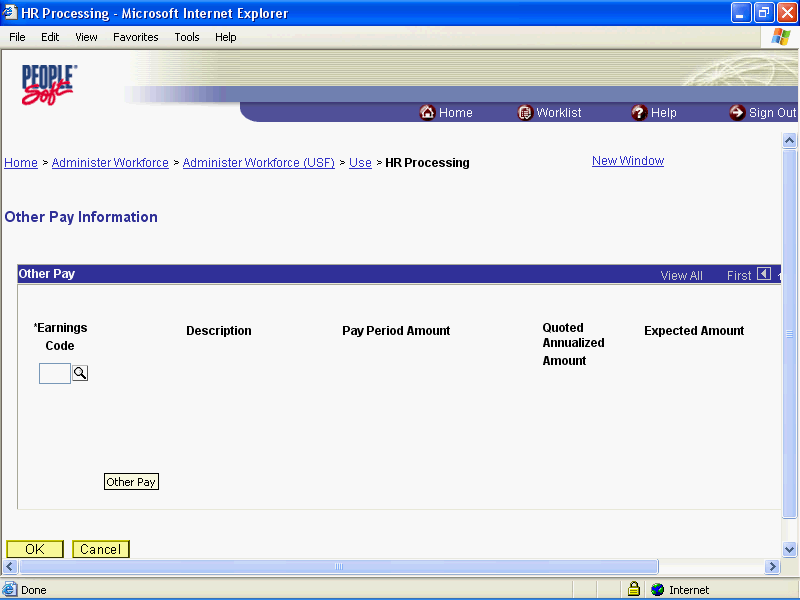 HR Processing - Microsoft Internet Explorer
File Edit View Favorites Tools Help
PEOPLE
Soft
Home Worklist Help Sign Out
Home > Administer Workforce > Administer Workforce (USF) > Use > HR Processing New Window
Other Pay Information
Other Pay View All First
*Earnings Code Description Pay Period Amount Quoted Annualized Amount Expected Amount
Other Pay
OK Cancel
Done Internet